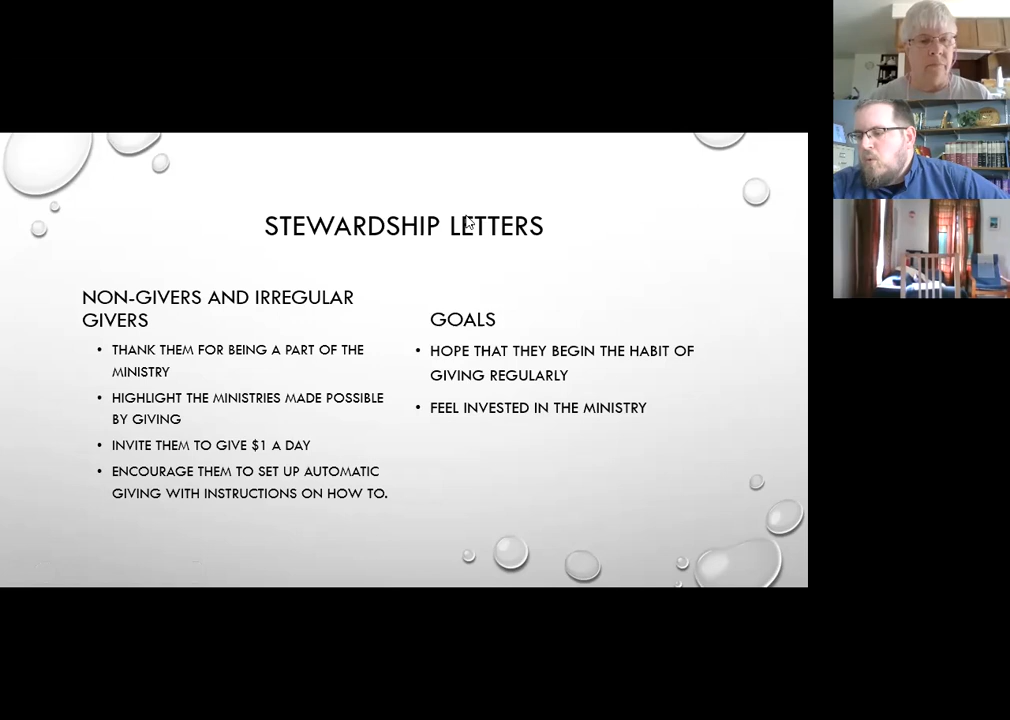 STEWARDSHIP LETTERS
NON-GIVERS AND IRREGULAR
GIVERS
• THANK THEM FOR BEING A PART OF THE
MINISTRY
• HIGHLIGHT THE MINISTRIES MADE POSSIBLE
BY GIVING
• INVITE THEM TO GIVE $1 A DAY
• ENCOURAGE THEM TO SET UP AUTOMATIC
GIVING WITH INSTRUCTIONS ON HOW TO.
GOALS
• HOPE THAT THEY BEGIN THE HABIT OF
GIVING REGULARLY
• FEEL INVESTED IN THE MINISTRY